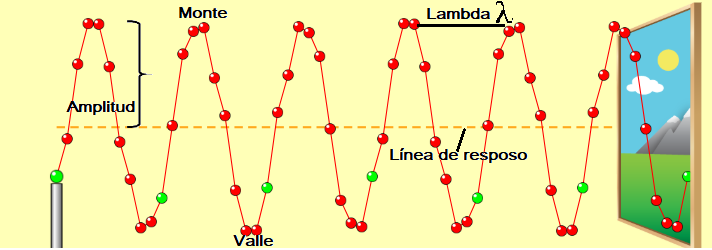 Monte
Lambda λ
Amplitud
Línea de resposo
Valle